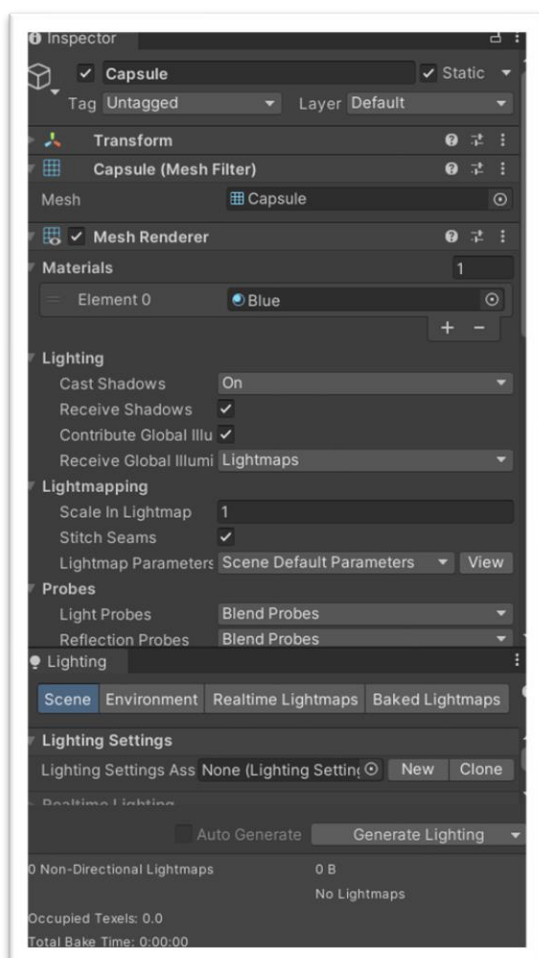 Inspector
Capsule Static
Tag Untagged Layer Default
Transform
Capsule (Mesh Filter)
Mesh Capsule
Mesh Renderer
Materials 1
Element 0 Blue
Lighting
Cast Shadows On
Receive Shadows
Contribute Global Illu
Receive Global Illumi Lightmaps
Lightmapping
Scale In Lightmap 1
Stitch Seams
Lightmap Parameters Scene Default Parameters View
Probes
Light Probes Blend Probes
Reflection Probes Blend Probes
Lighting
Scene Environment Realtime Lightmaps Baked Lightmaps
Lighting Settings
Lighting Settings Ass None (Lighting Setting New Clone
Realtime Lighting
Auto Generate Generate Lighting
0 Non-Directional Lightmaps 0 B
No Lightmaps
Occupied Texels: 0.0
Total Bake Time: 0:00:00